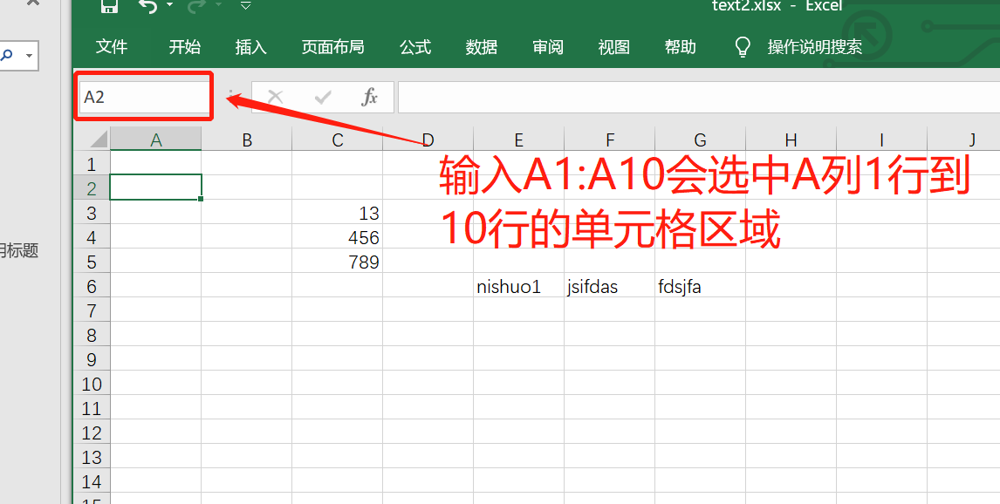 text2.xlsx - Excel
文件 开始 插入 页面布局 公式 数据 审阅 视图 帮助 操作说明搜索
A2 fx
A B C D E F G H I J
1
2
3 13
4 456
5 789
6 nishuo1 jsifdas fdsjfa
7
8
9
10
11
12
13
14
输入A1:A10会选中A列1行到
10行的单元格区域
标题